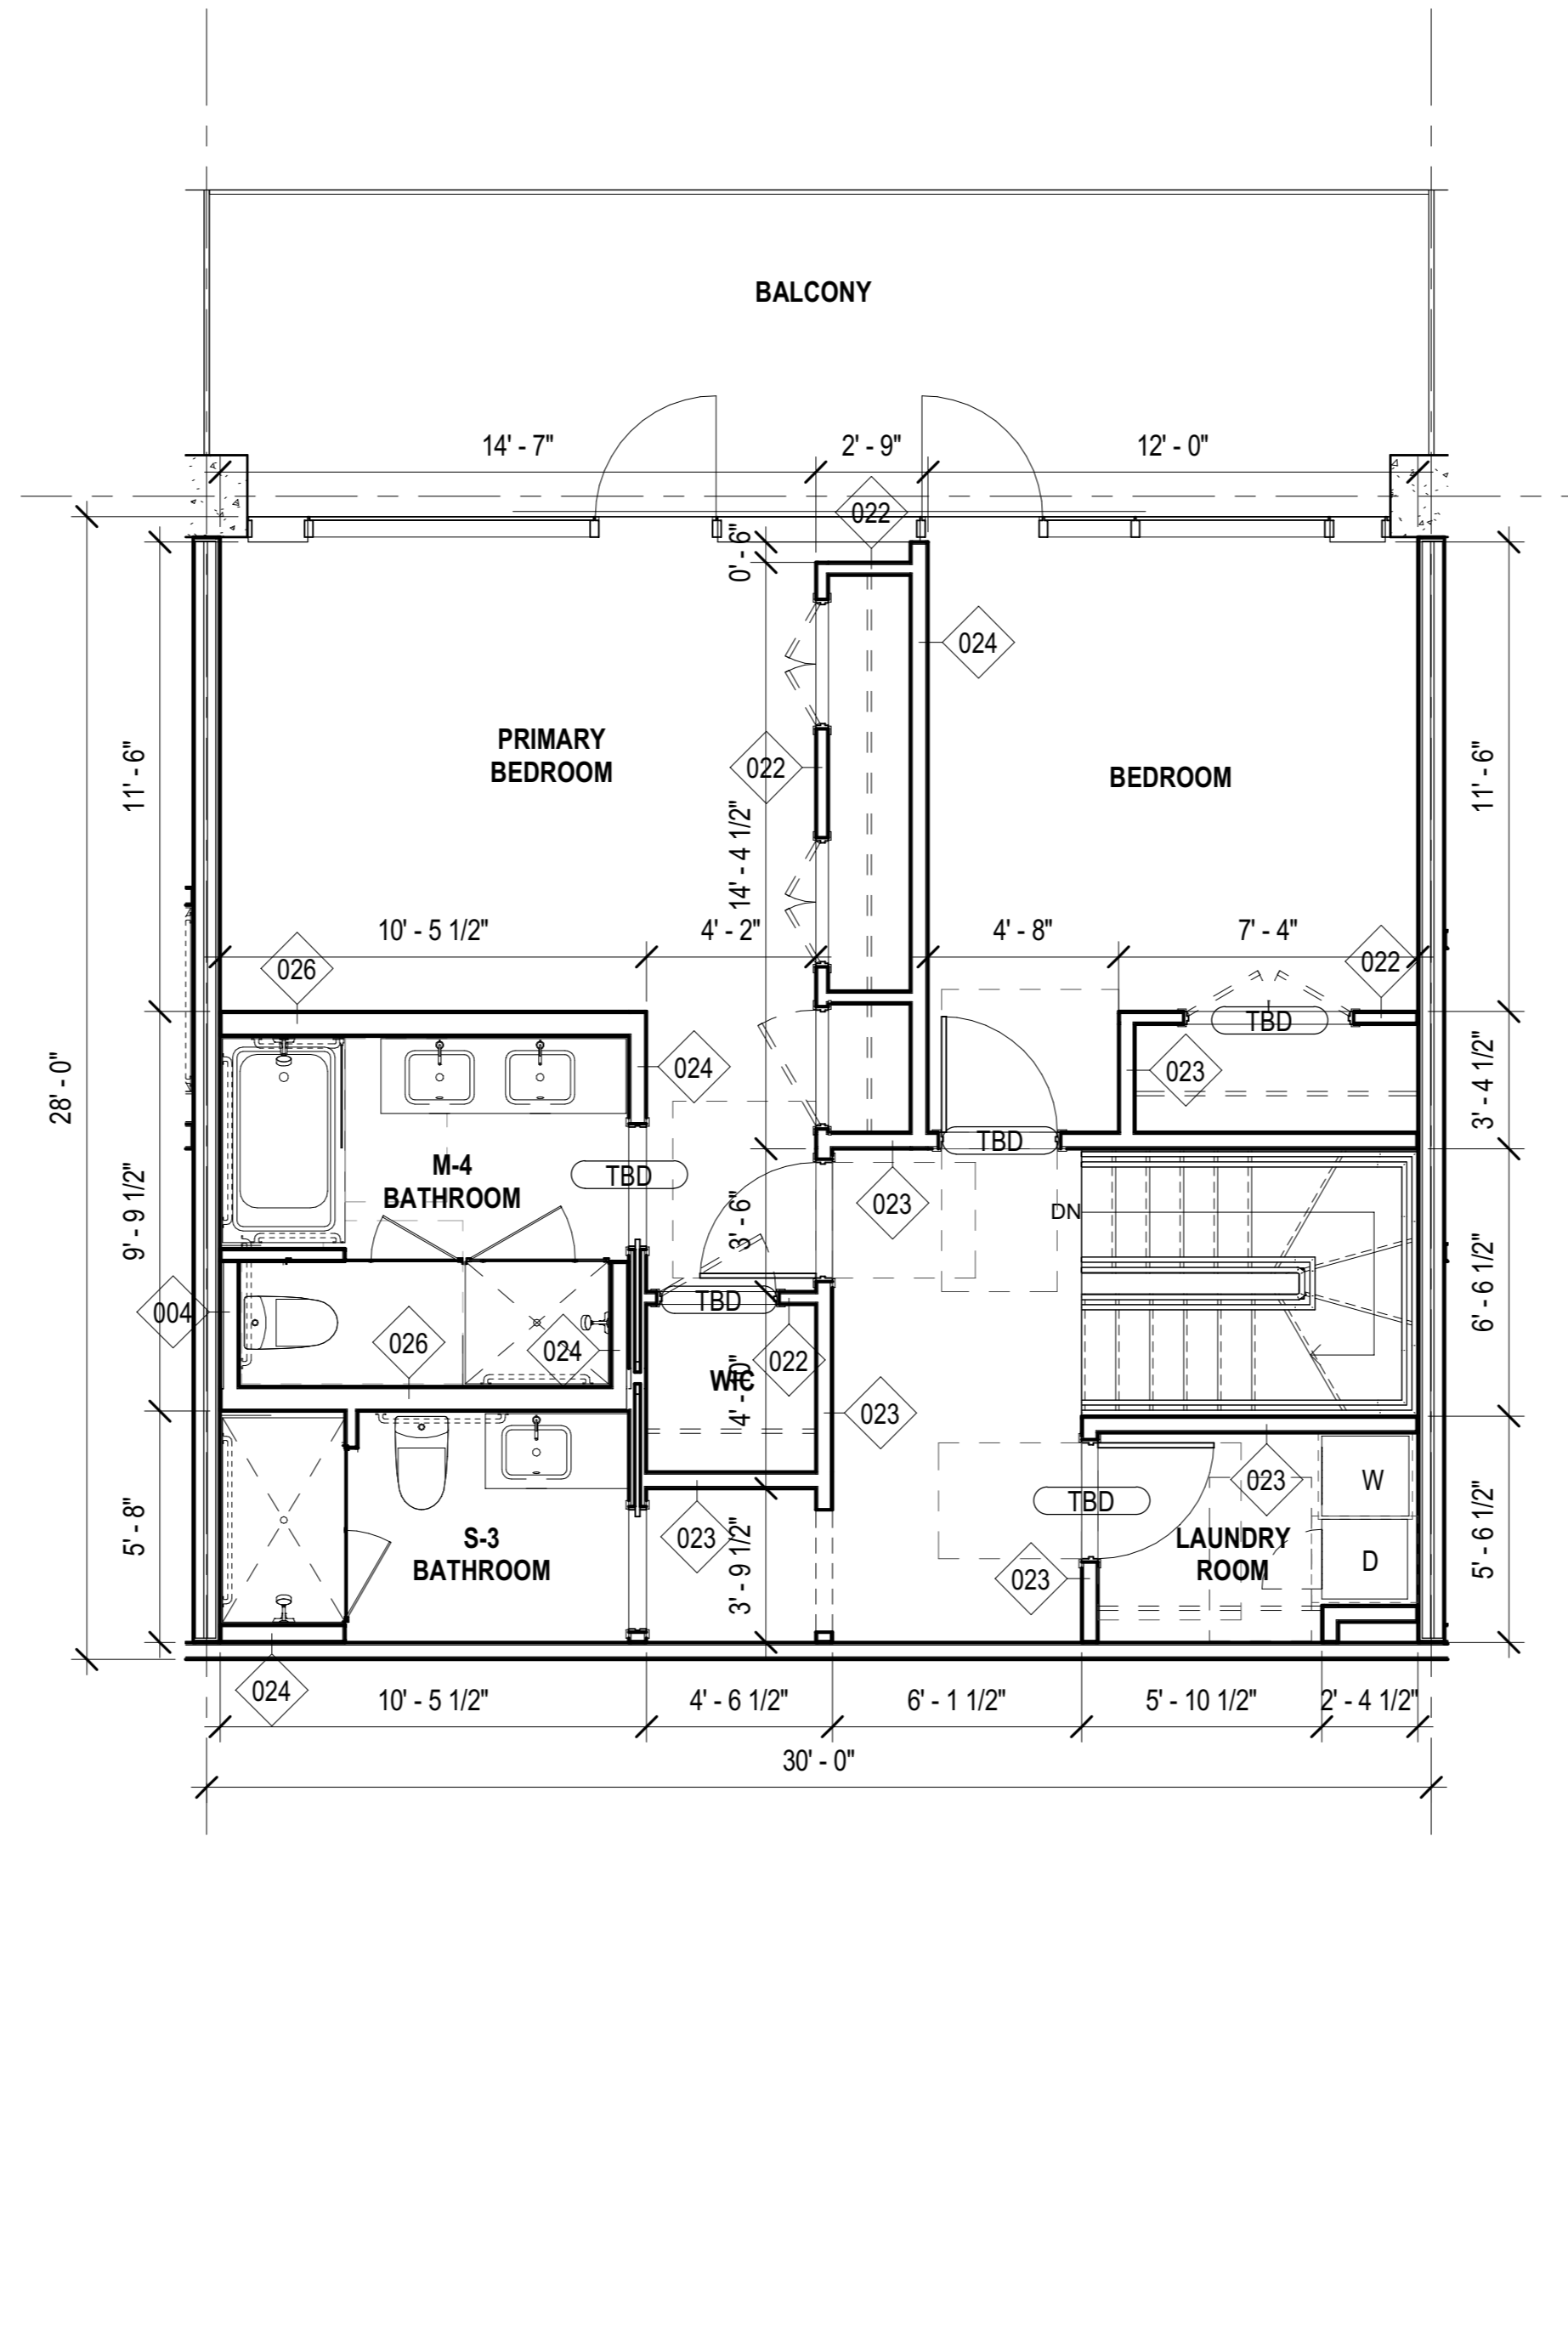 BALCONY
14' - 7"
2' - 9"
12' - 0"
022
0' - 6"
024
PRIMARY
BEDROOM
022
BEDROOM
11' - 6"
11' - 6"
14' - 4 1/2"
10' - 5 1/2"
4' - 2"
4' - 8"
7' - 4"
026
022
TBD
024
023
TBD
28' - 0"
3' - 4 1/2"
M-4
BATHROOM
TBD
023
DN
9' - 9 1/2"
3' - 6"
6' - 6 1/2"
004
TBD
026
024
022
WIC
4' - 0"
023
023
W
TBD
S-3
BATHROOM
023
LAUNDRY
ROOM
D
5' - 8"
3' - 9 1/2"
023
5' - 6 1/2"
024
10' - 5 1/2"
4' - 6 1/2"
6' - 1 1/2"
5' - 10 1/2"
2' - 4 1/2"
30' - 0"